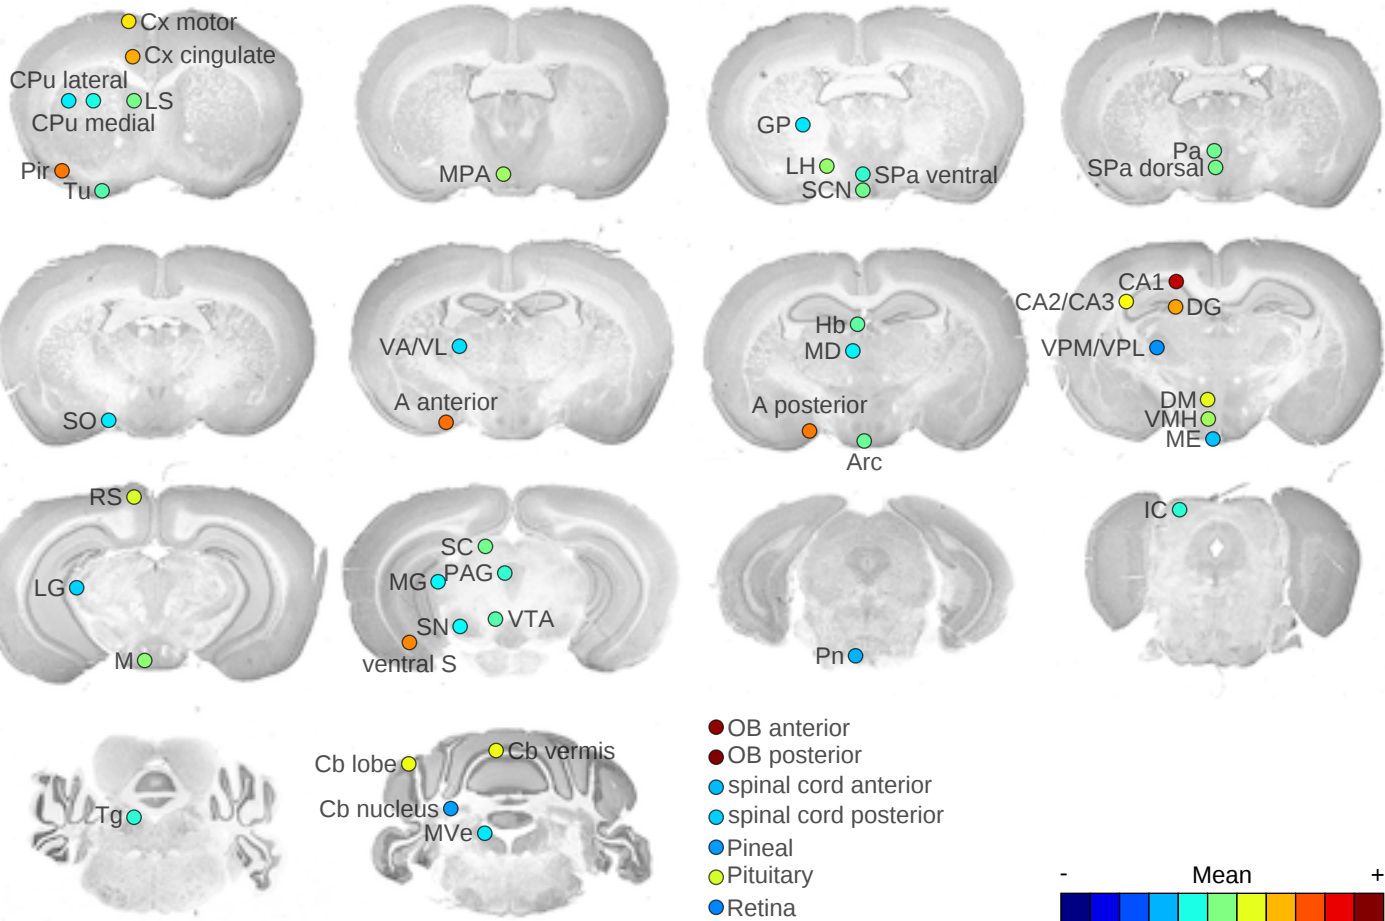 Cx motor
Cx cingulate
CPu lateral
LS
CPu medial
Pir
Tu
MPA
GP
LH
SPa ventral
SCN
Pa
SPa dorsal
SO
VA/VL
A anterior
Hb
MD
A posterior
Arc
CA1
CA2/CA3
DG
VPM/VPL
DM
VMH
ME
RS
LG
M
SC
MG
PAG
SN
VTA
ventral S
Pn
IC
Tg
Cb lobe
Cb vermis
Cb nucleus
MVe
OB anterior
OB posterior
spinal cord anterior
spinal cord posterior
Pineal
Pituitary
Retina
- Mean +